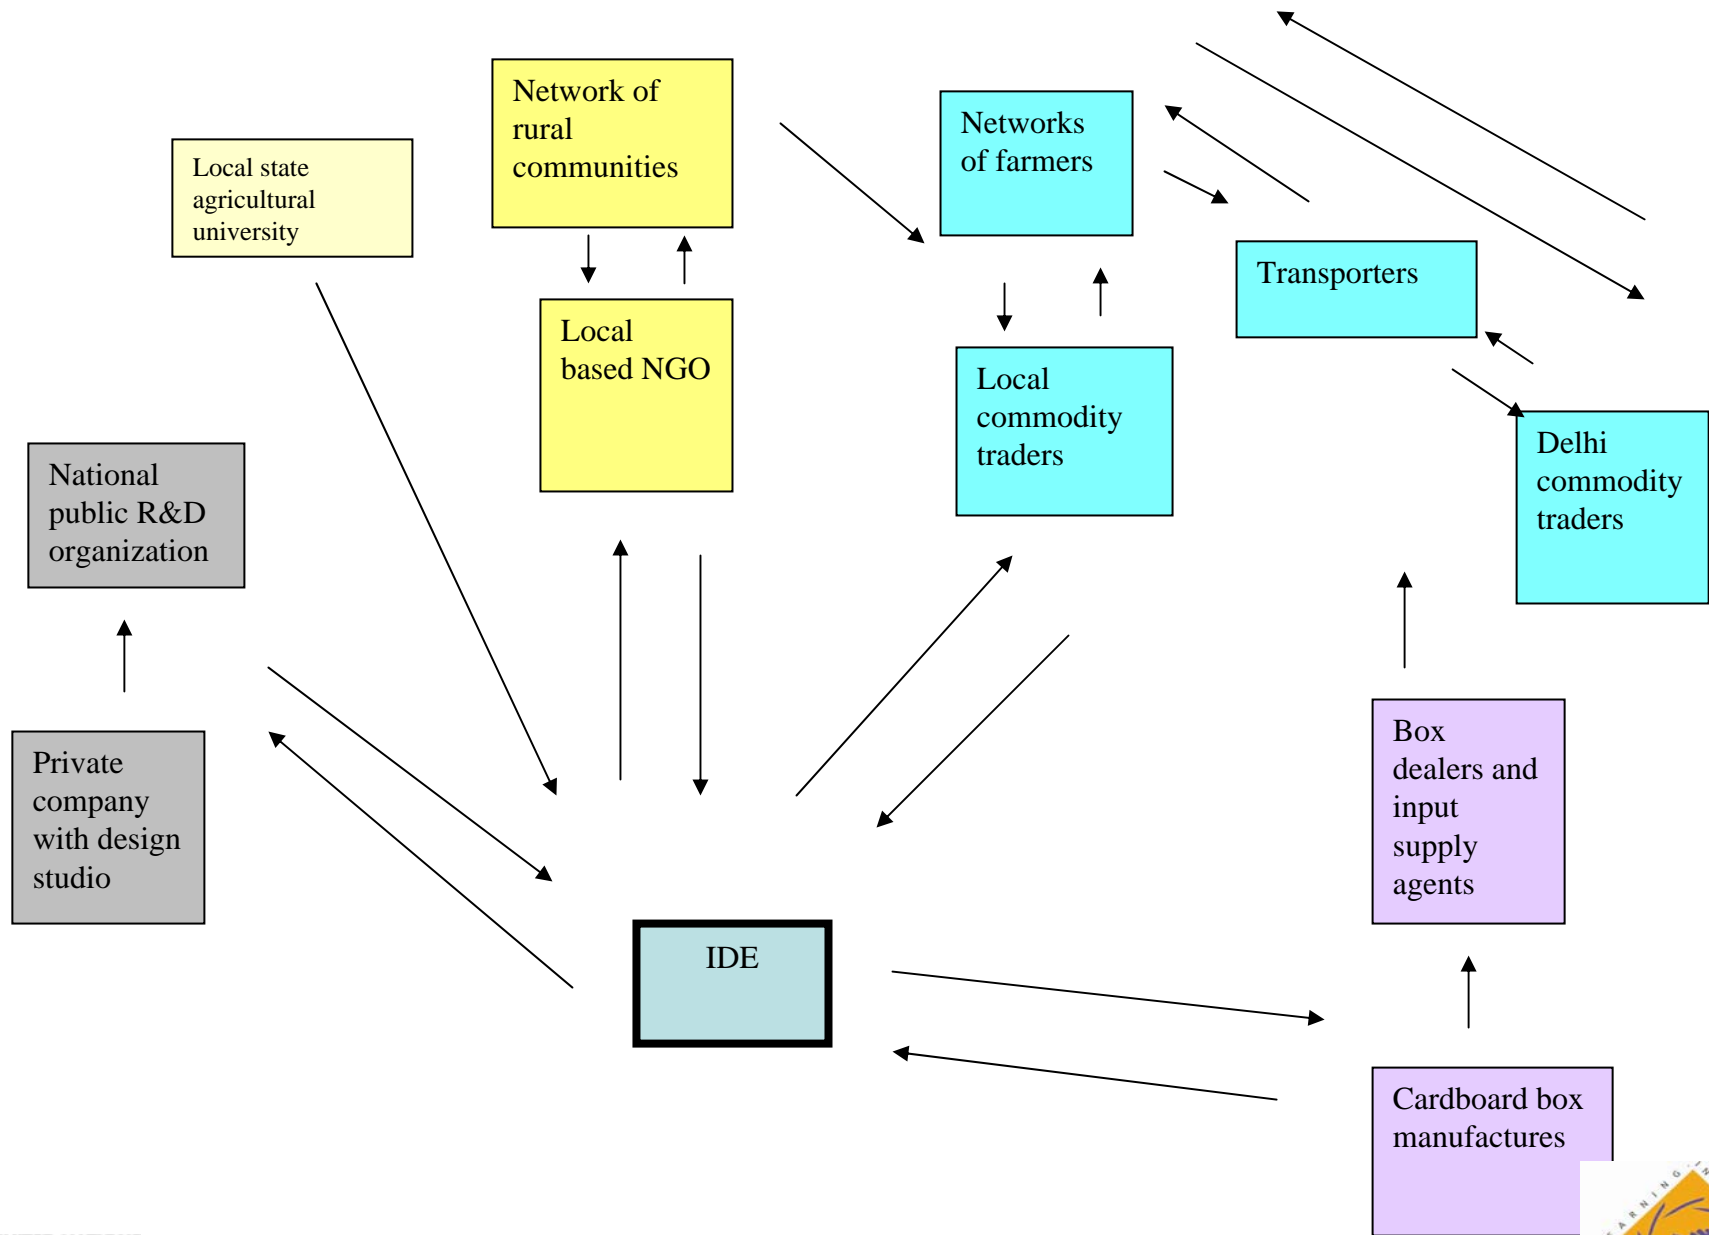 Network of
rural
communities
Networks
of farmers
Local state
agricultural
university
Transporters
Local
based NGO
Local
commodity
traders
Delhi
commodity
traders
National
public R&D
organization
Private
company
with design
studio
Box
dealers and
input
supply
agents
IDE
Cardboard box
manufactures